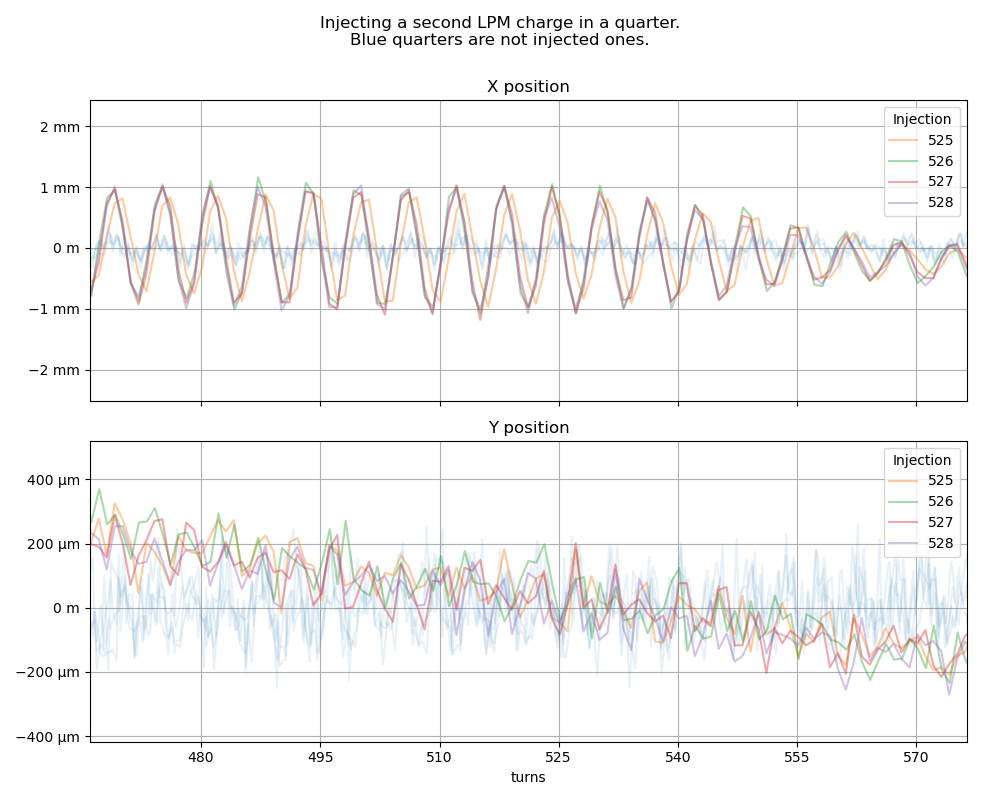 Injecting a second LPM charge in a quarter.
Blue quarters are not injected ones.
X position
2 mm
1 mm
0 m
−1 mm
−2 mm
Injection
525
526
527
528
Y position
400 µm
200 µm
0 m
−200 µm
−400 µm
Injection
525
526
527
528
480
495
510
525
540
555
570
turns